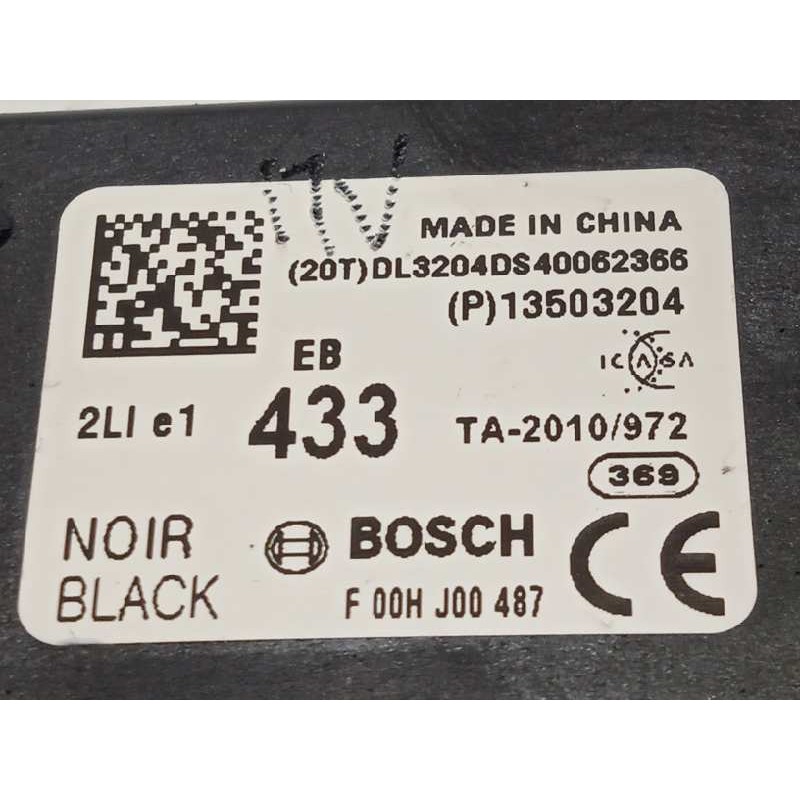 MADE IN CHINA
(20T)DL3204DS40062366
(P)13503204
EB
ICASA
2LI e1
433
TA-2010/972
369
NOIR
BOSCH
CE
BLACK
F 00H J00 487